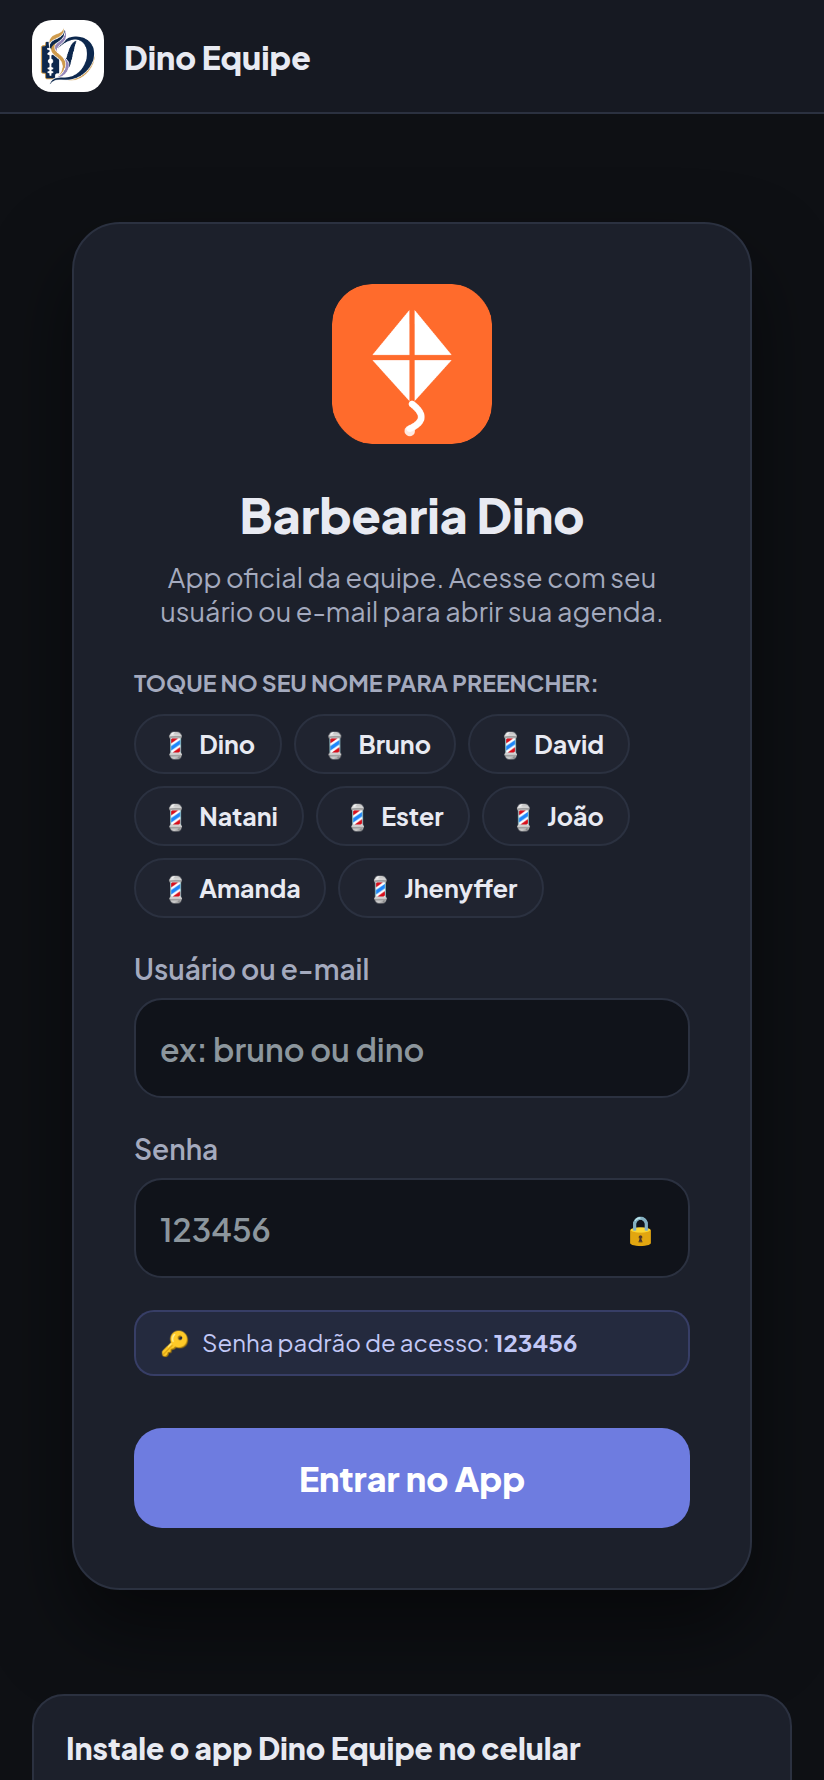 Dino Equipe
Barbearia Dino
App oficial da equipe. Acesse com seu
usuário ou e-mail para abrir sua agenda.
TOQUE NO SEU NOME PARA PREENCHER:
Dino
Bruno
David
Natani
Ester
João
Amanda
Jhenyffer
Usuário ou e-mail
ex: bruno ou dino
Senha
123456
Senha padrão de acesso: 123456
Entrar no App
Instale o app Dino Equipe no celular